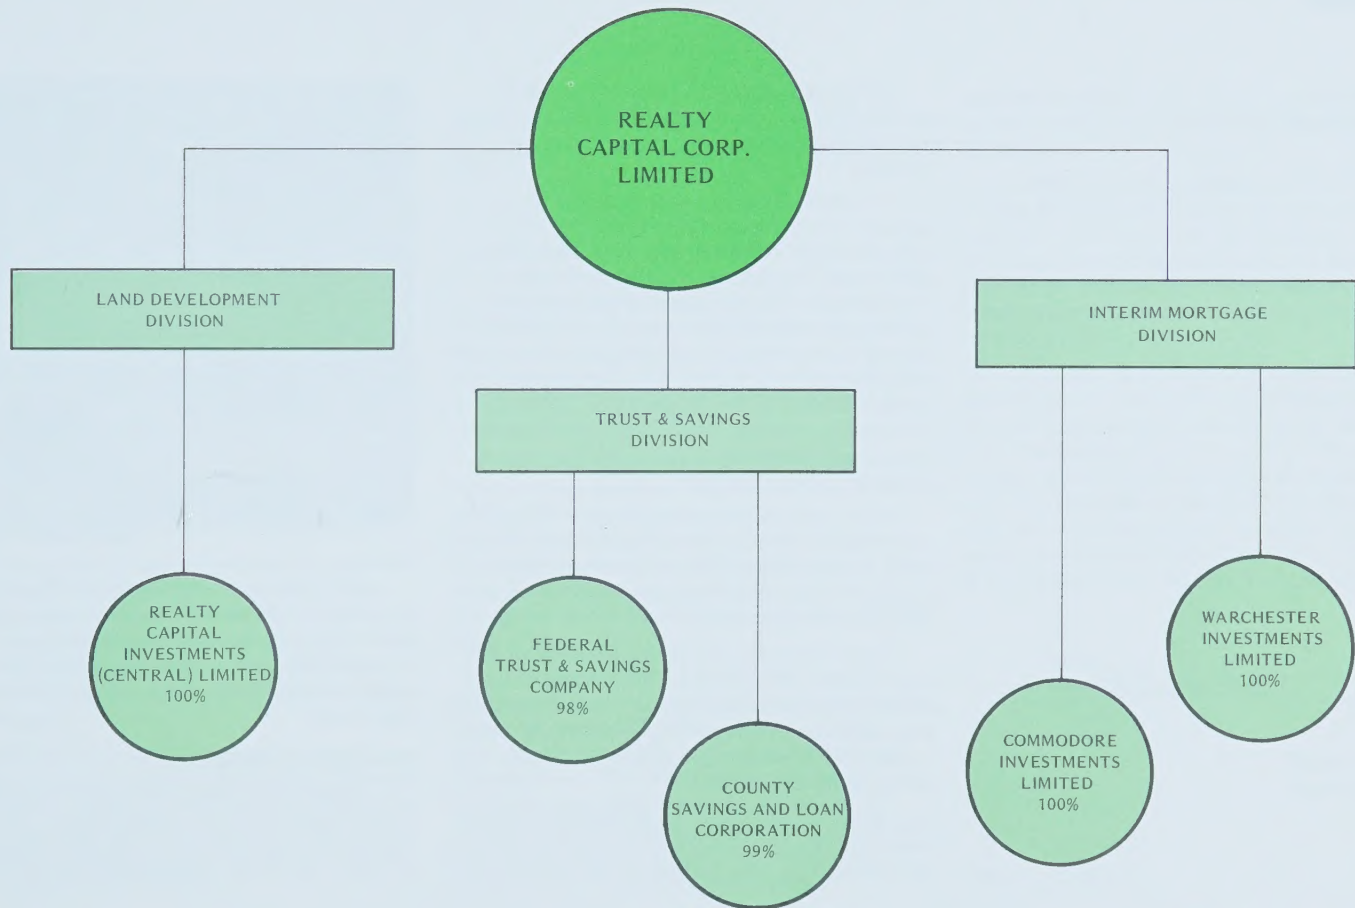 REALTY
CAPITAL CORP.
LIMITED
LAND DEVELOPMENT
DIVISION
INTERIM MORTGAGE
DIVISION
TRUST & SAVINGS
DIVISION
REALTY
CAPITAL
INVESTMENTS
(CENTRAL) LIMITED
100%
FEDERAL
TRUST & SAVINGS
COMPANY
98%
COUNTY
SAVINGS AND LOAN
CORPORATION
99%
COMMODORE
INVESTMENTS
LIMITED
100%
WARCHESTER
INVESTMENTS
LIMITED
100%